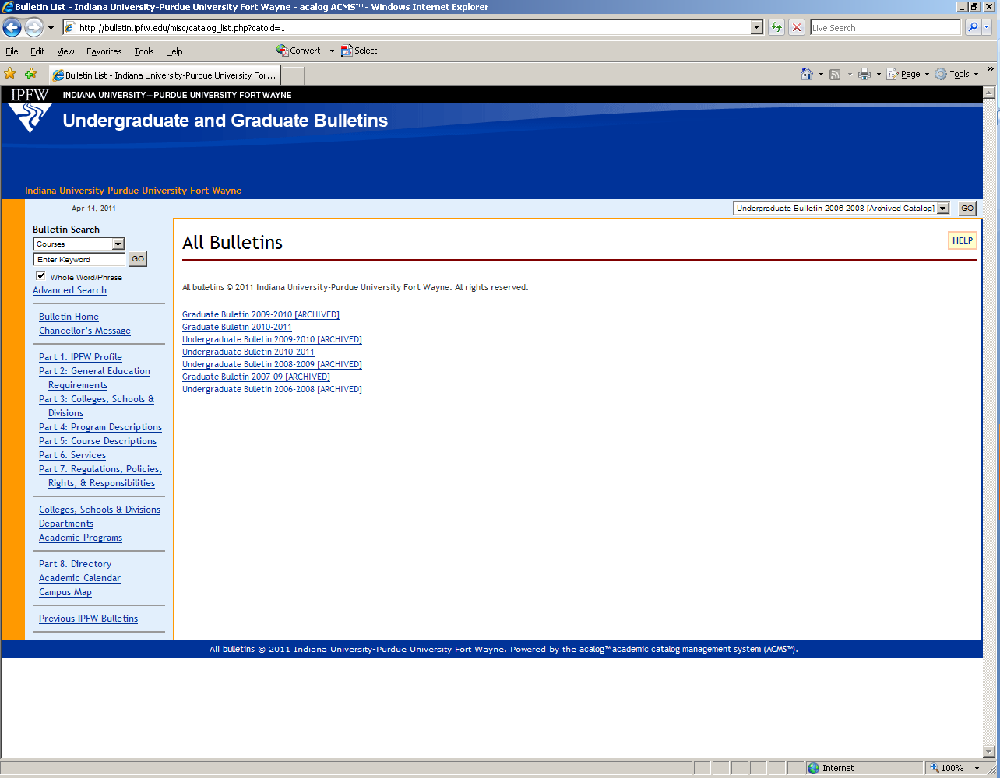 Bulletin List - Indiana University-Purdue University Fort Wayne - acalog ACMS™ - Windows Internet Explorer
http://bulletin.ipfw.edu/misc/catalog_list.php?catoid=1
Live Search
File Edit View Favorites Tools Help
Convert Select
Bulletin List - Indiana University-Purdue University For...
Page Tools »
IPFW INDIANA UNIVERSITY–PURDUE UNIVERSITY FORT WAYNE
Undergraduate and Graduate Bulletins
Indiana University-Purdue University Fort Wayne
Apr 14, 2011
Undergraduate Bulletin 2006-2008 [Archived Catalog] GO
Bulletin Search
Courses
Enter Keyword GO
Whole Word/Phrase
Advanced Search
Bulletin Home
Chancellor's Message
Part 1. IPFW Profile
Part 2: General Education
Requirements
Part 3: Colleges, Schools &
Divisions
Part 4: Program Descriptions
Part 5: Course Descriptions
Part 6. Services
Part 7. Regulations, Policies,
Rights, & Responsibilities
Colleges, Schools & Divisions
Departments
Academic Programs
Part 8. Directory
Academic Calendar
Campus Map
Previous IPFW Bulletins
All Bulletins
HELP
All bulletins © 2011 Indiana University-Purdue University Fort Wayne. All rights reserved.
Graduate Bulletin 2009-2010 [ARCHIVED]
Graduate Bulletin 2010-2011
Undergraduate Bulletin 2009-2010 [ARCHIVED]
Undergraduate Bulletin 2010-2011
Undergraduate Bulletin 2008-2009 [ARCHIVED]
Graduate Bulletin 2007-09 [ARCHIVED]
Undergraduate Bulletin 2006-2008 [ARCHIVED]
All bulletins © 2011 Indiana University-Purdue University Fort Wayne. Powered by the acalog™ academic catalog management system (ACMS™).
Internet 100%